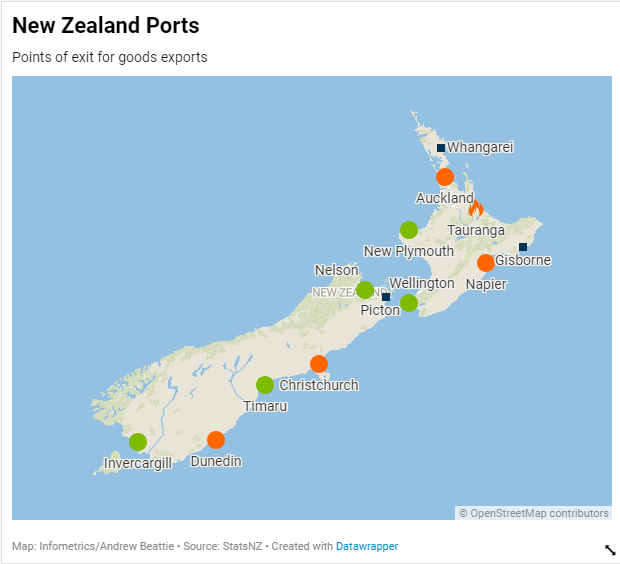 New Zealand Ports
Points of exit for goods exports
Whangarei
Auckland
Tauranga
New Plymouth
Gisborne
Nelson
Wellington
Napier
NEW ZEALAND
Picton
Christchurch
Timaru
Invercargill
Dunedin
© OpenStreetMap contributors
Map: Infometrics/Andrew Beattie • Source: StatsNZ • Created with Datawrapper